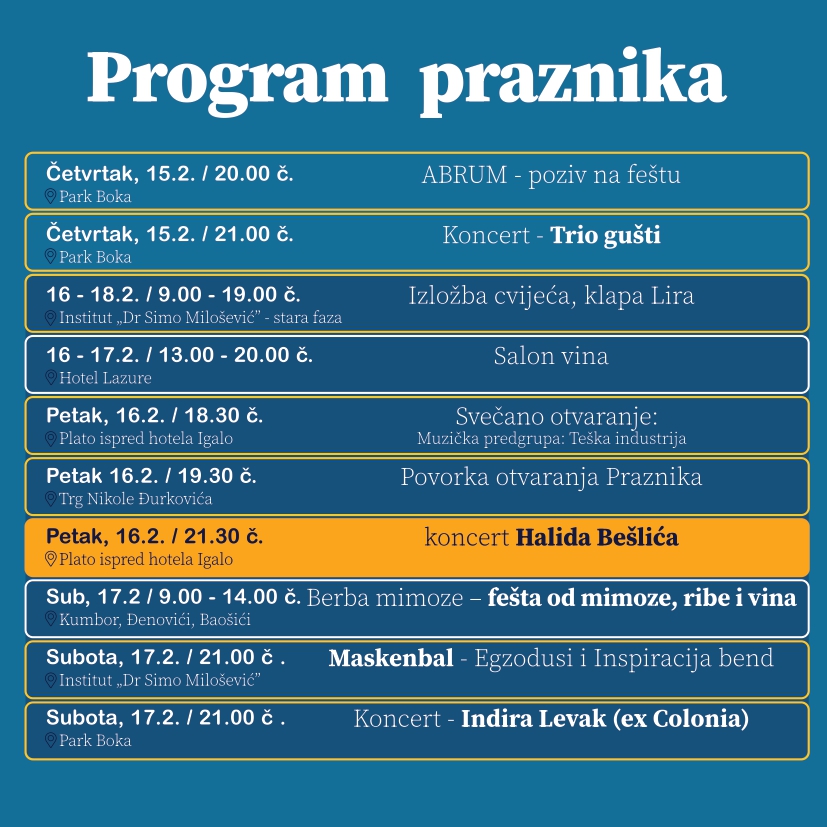 Program praznika
Četvrtak, 15.2. / 20.00 č.
Park Boka
ABRUM - poziv na feštu
Četvrtak, 15.2. / 21.00 č.
Park Boka
Koncert - Trio gušti
16 - 18.2. / 9.00 - 19.00 č.
Institut „Dr Simo Milošević” - stara faza
Izložba cvijeća, klapa Lira
16 - 17.2. / 13.00 - 20.00 č.
Hotel Lazure
Salon vina
Petak, 16.2. / 18.30 č.
Plato ispred hotela Igalo
Svečano otvaranje:
Muzička predgrupa: Teška industrija
Petak 16.2. / 19.30 č.
Trg Nikole Đurkovića
Povorka otvaranja Praznika
Petak, 16.2. / 21.30 č.
Plato ispred hotela Igalo
koncert Halida Bešlića
Sub, 17.2 / 9.00 - 14.00 č.
Kumbor, Đenovići, Baošići
Berba mimoze – fešta od mimoze, ribe i vina
Subota, 17.2. / 21.00 č .
Institut „Dr Simo Milošević”
Maskenbal - Egzodusi i Inspiracija bend
Subota, 17.2. / 21.00 č .
Park Boka
Koncert - Indira Levak (ex Colonia)